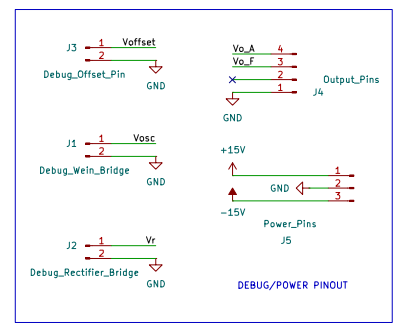 J3
1
Voffset
2
Debug_Offset_Pin
GND
Vo_A
4
Vo_F
3
2
Output_Pins
1
J4
GND
J1
1
Vosc
2
Debug_Wein_Bridge
GND
+15V
1
GND
2
3
-15V
Power_Pins
J5
J2
1
Vr
2
Debug_Rectifier_Bridge
GND
DEBUG/POWER PINOUT